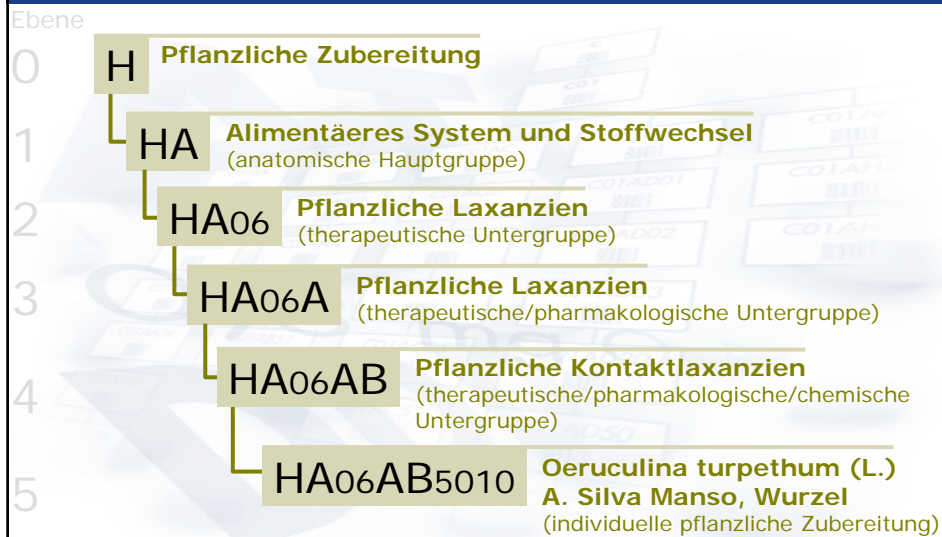 Ebene
0
H
Pflanzliche Zubereitung
1
HA
Alimentäeres System und Stoffwechsel
(anatomische Hauptgruppe)
2
HA06
Pflanzliche Laxanzien
(therapeutische Untergruppe)
3
HA06A
Pflanzliche Laxanzien
(therapeutische/pharmakologische Untergruppe)
4
HA06AB
Pflanzliche Kontaktlaxanzien
(therapeutische/pharmakologische/chemische
Untergruppe)
5
HA06AB5010
Oeruculina turpethum (L.)
A. Silva Manso, Wurzel
(individuelle pflanzliche Zubereitung)